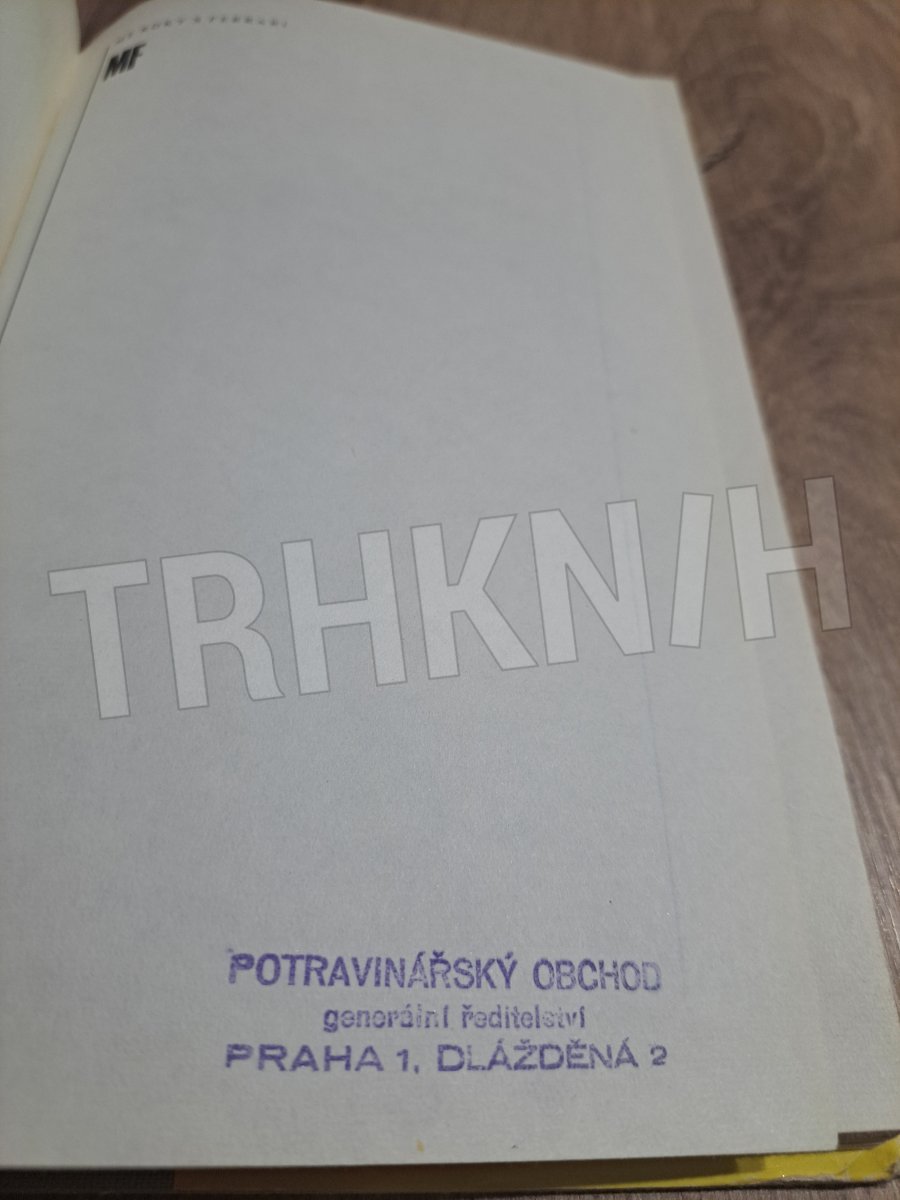 MF
TRHKNIH
POTRAVINÁŘSKÝ OBCHOD
generální ředitelství
PRAHA 1, DLÁŽDĚNÁ 2